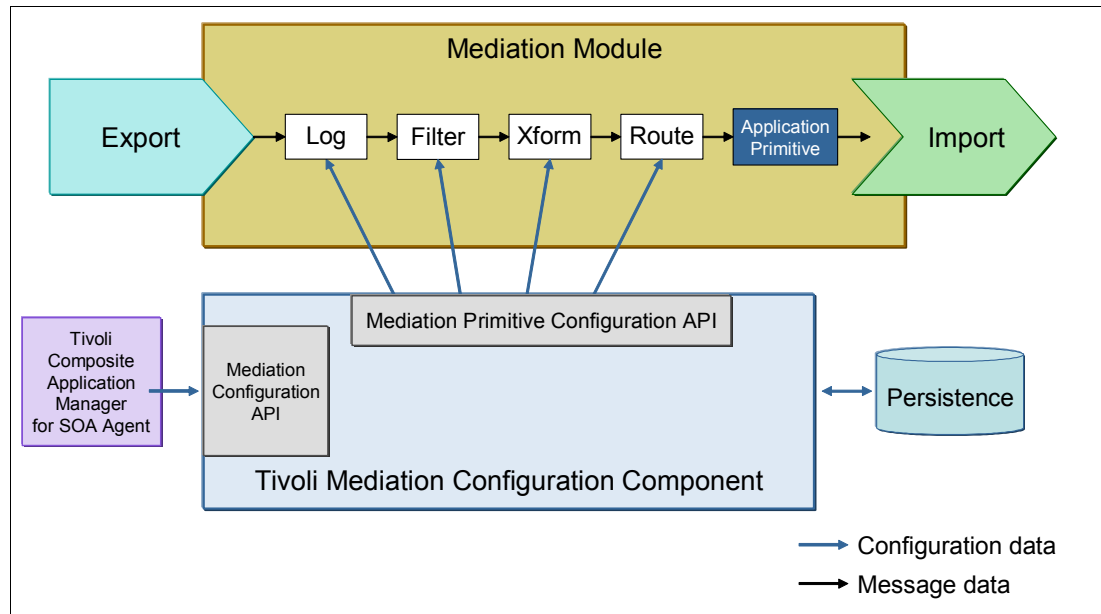 Mediation Module
Export
Log
Filter
Xform
Route
Application
Primitive
Import
Mediation Primitive Configuration API
Tivoli
Composite
Application
Manager
for SOA Agent
Mediation
Configuration
API
Persistence
Tivoli Mediation Configuration Component
Configuration data
Message data